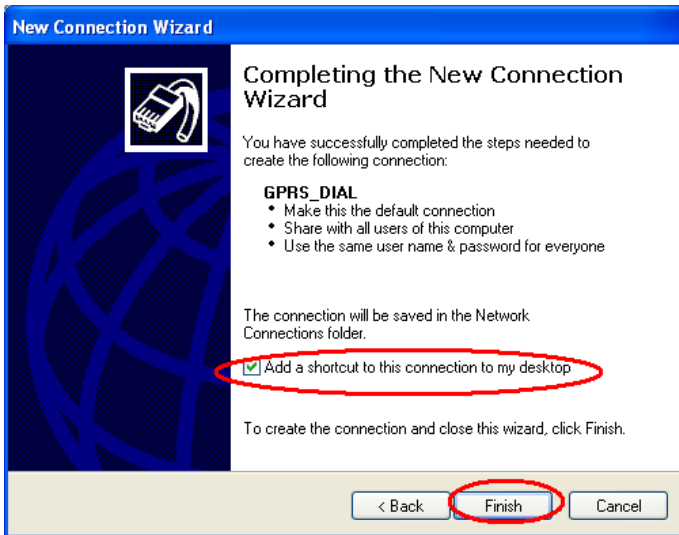 New Connection Wizard
Completing the New Connection
Wizard
You have successfully completed the steps needed to
create the following connection:
GPRS_DIAL
• Make this the default connection
• Share with all users of this computer
• Use the same user name & password for everyone
The connection will be saved in the Network
Connections folder.
Add a shortcut to this connection to my desktop
To create the connection and close this wizard, click Finish.
< Back Finish Cancel